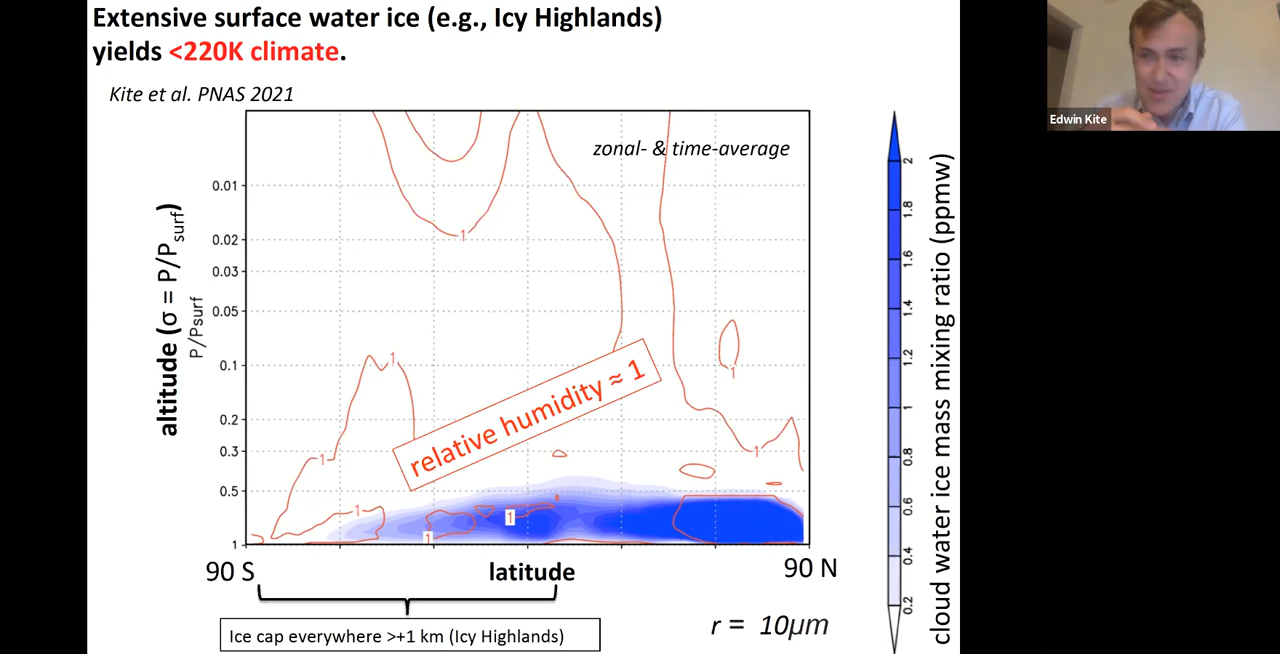 Extensive surface water ice (e.g., Icy Highlands)
yields <220K climate.
Kite et al. PNAS 2021
Edwin Kite
zonal- & time-average
altitude (σ = P/Psurf)
P/Psurf
0.01
0.02
0.03
0.05
0.1
0.2
0.3
0.5
1
1
1
1
1
1
1
1
1
relative humidity ≈ 1
90 S
latitude
90 N
Ice cap everywhere >+1 km (Icy Highlands)
r = 10μm
2
1.8
1.6
1.4
1.2
1
0.8
0.6
0.4
0.2
cloud water ice mass mixing ratio (ppmw)